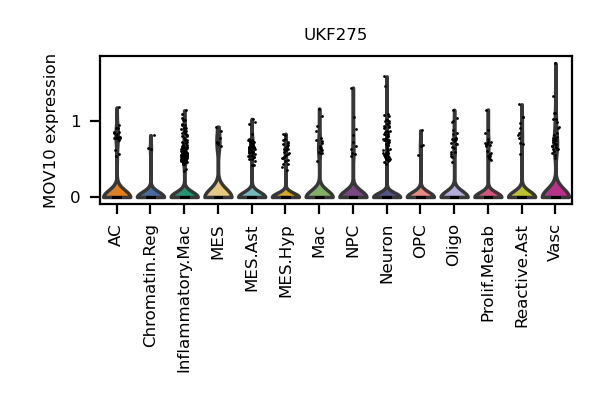 UKF275
MOV10 expression
1
0
AC
Chromatin.Reg
Inflammatory.Mac
MES
MES.Ast
MES.Hyp
Mac
NPC
Neuron
OPC
Oligo
Prolif.Metab
Reactive.Ast
Vasc